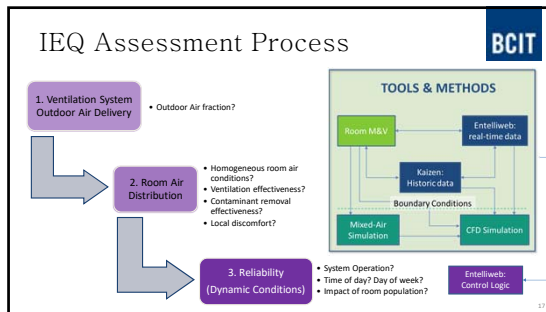 IEQ Assessment Process
BCIT
1. Ventilation System
Outdoor Air Delivery
• Outdoor Air fraction?
2. Room Air
Distribution
• Homogeneous room air
conditions?
• Ventilation effectiveness?
• Contaminant removal
effectiveness?
• Local discomfort?
3. Reliability
(Dynamic Conditions)
• System Operation?
• Time of day? Day of week?
• Impact of room population?
TOOLS & METHODS
Room M&V
Entelliweb:
real-time data
Kaizen:
Historic data
Boundary Conditions
Mixed-Air
Simulation
CFD Simulation
Entelliweb:
Control Logic
17